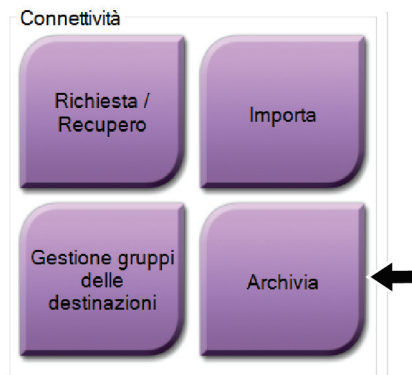 Connettività
Richiesta /
Recupero
Importa
Gestione gruppi
delle
destinazioni
Archivia